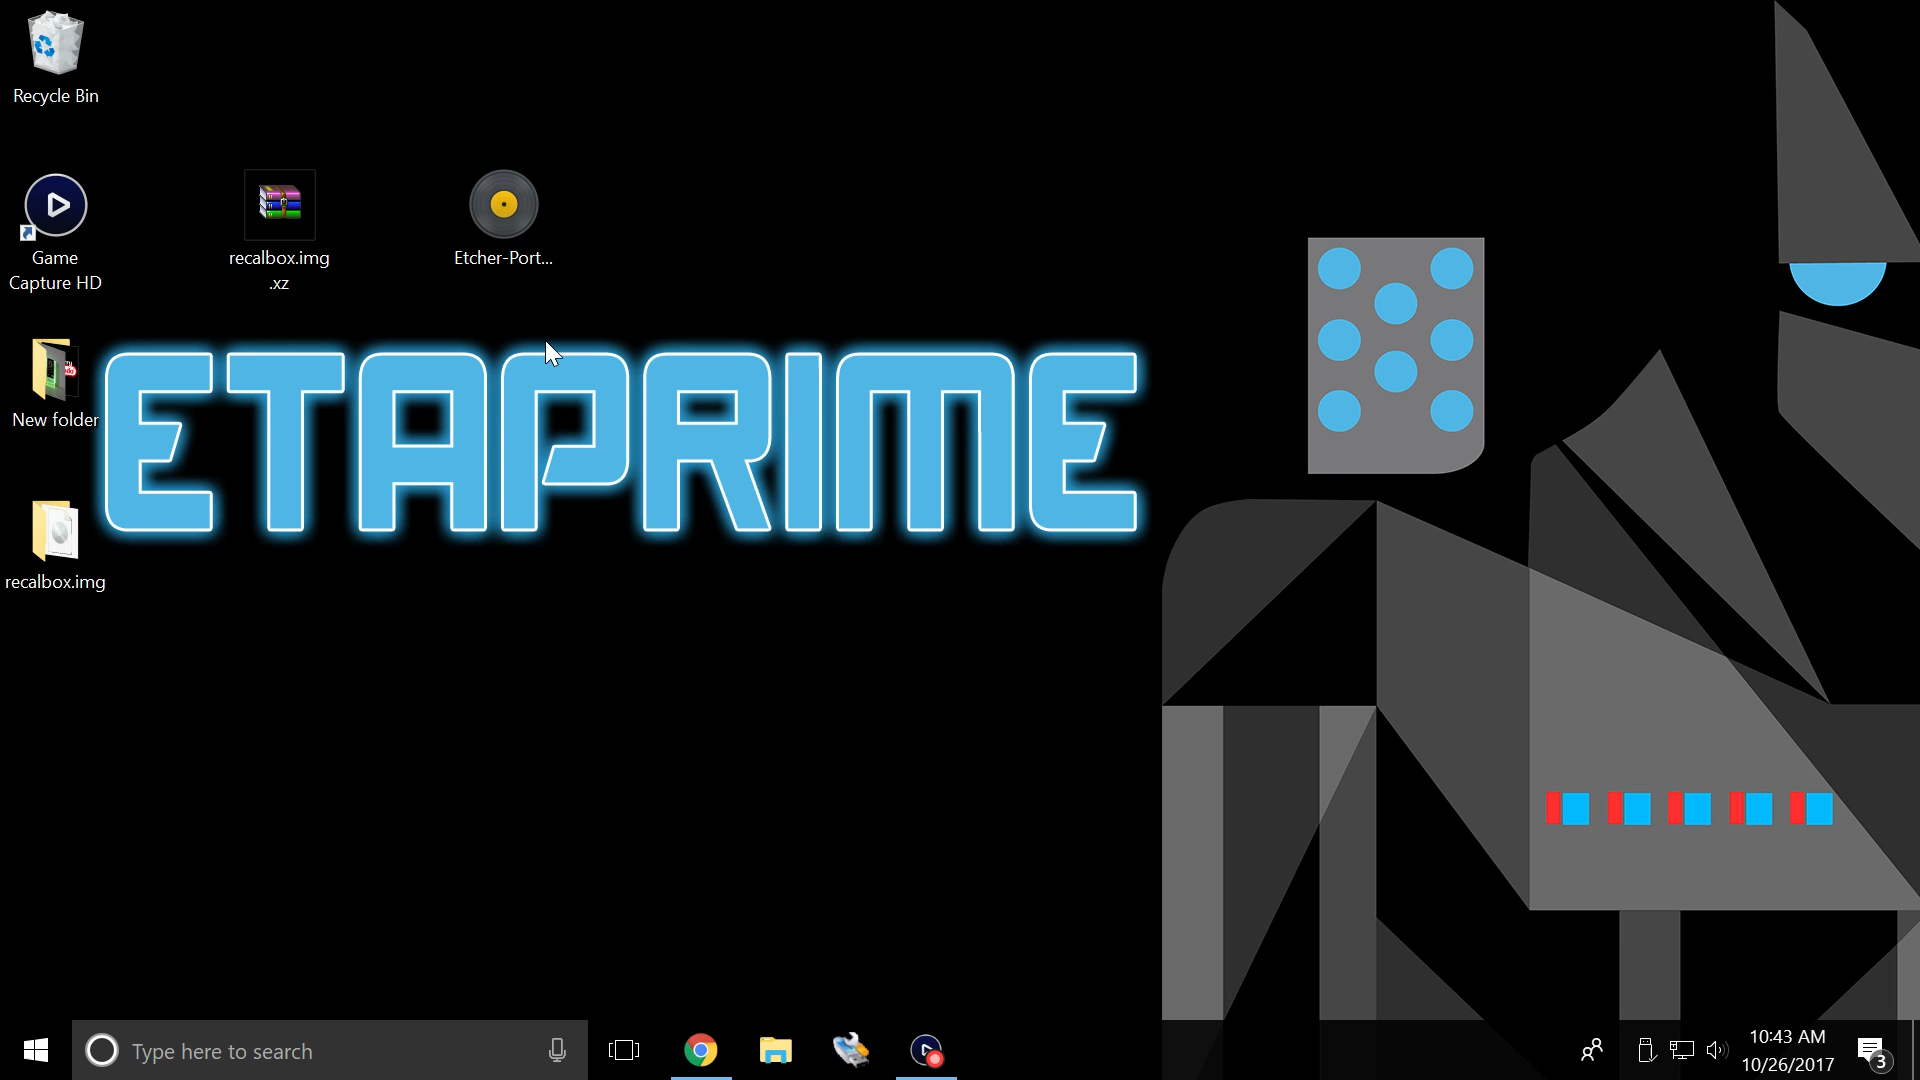 Recycle Bin
Game
Capture HD
recalbox.img
.xz
Etcher-Port...
New folder
recalbox.img
ETAPRIME
Type here to search
10:43 AM
10/26/2017
3